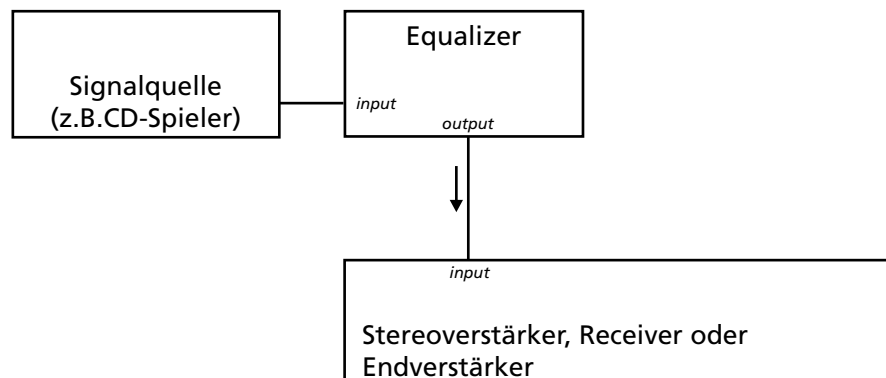 Equalizer
Signalquelle
(z.B.CD-Spieler)
input
output
input
Stereoverstärker, Receiver oder
Endverstärker